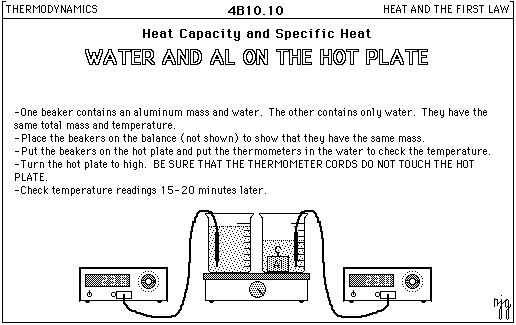 THERMODYNAMICS 4B10.10 HEAT AND THE FIRST LAW
Heat Capacity and Specific Heat
WATER AND AL ON THE HOT PLATE
-One beaker contains an aluminum mass and water. The other contains only water. They have the
same total mass and temperature.
-Place the beakers on the balance (not shown) to show that they have the same mass.
-Put the beakers on the hot plate and put the thermometers in the water to check the temperature.
-Turn the hot plate to high. BE SURE THAT THE THERMOMETER CORDS DO NOT TOUCH THE HOT
PLATE.
-Check temperature readings 15-20 minutes later.
njg